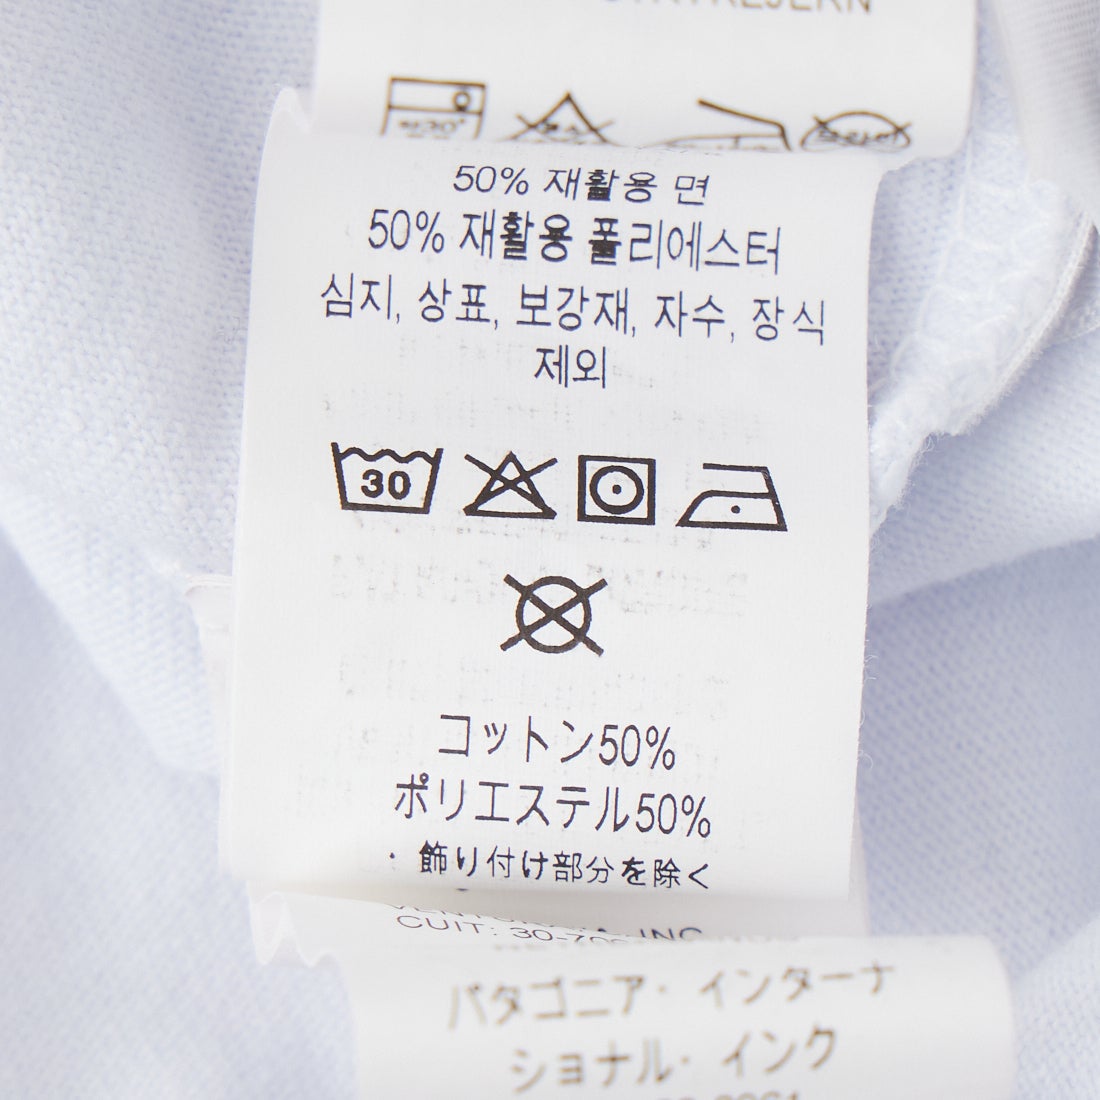 50% 재활용 면
50% 재활용 폴리에스터
심지, 상표, 보강재, 자수, 장식
제외
30
コットン50%
ポリエステル50%
・飾り付け部分を除く
CUIT: 30-70
パタゴニア・インターナ
ショナル・インク